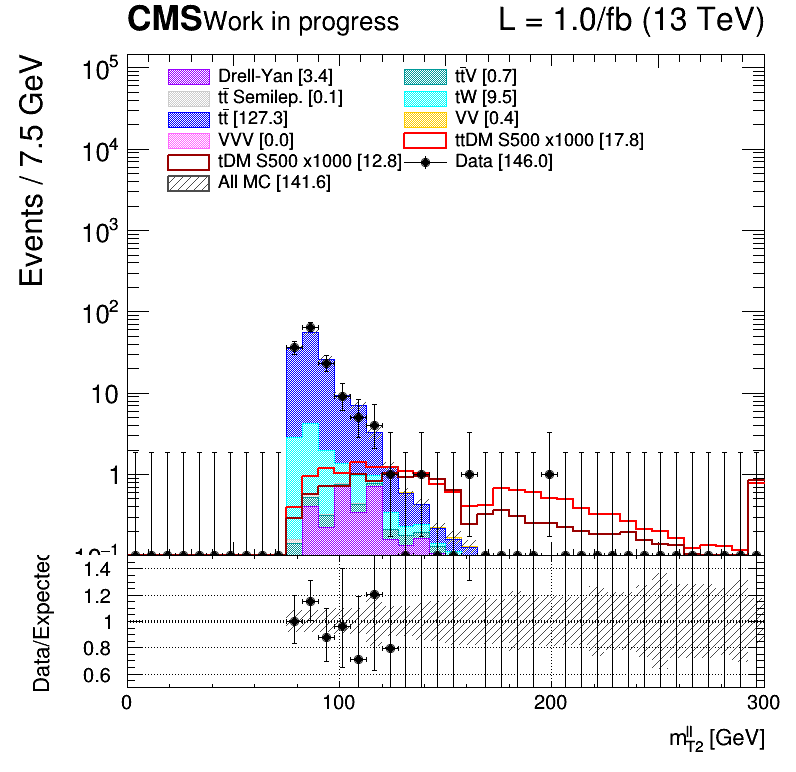 CMS Work in progress L = 1.0/fb (13 TeV)
Events / 7.5 GeV
10⁵
10⁴
10³
10²
10
1
10⁻¹
Drell-Yan [3.4]
tt̄V [0.7]
tt̄ Semilep. [0.1]
tW [9.5]
tt̄ [127.3]
VV [0.4]
VVV [0.0]
ttDM S500 x1000 [17.8]
tDM S500 x1000 [12.8]
Data [146.0]
All MC [141.6]
Data/Expected
1.4
1.2
1
0.8
0.6
0 100 200 300
m_{T2}^{ll} [GeV]